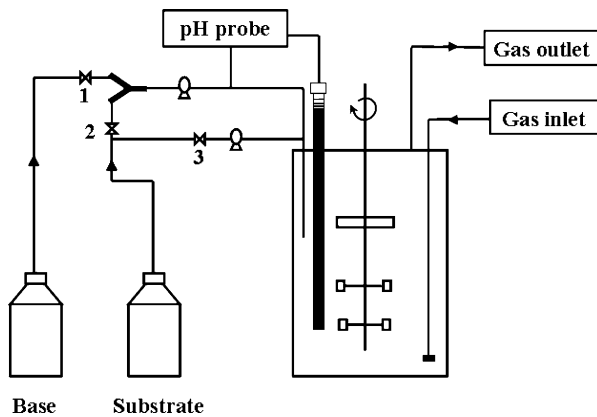 pH probe
Gas outlet
Gas inlet
1
2
3
Base
Substrate